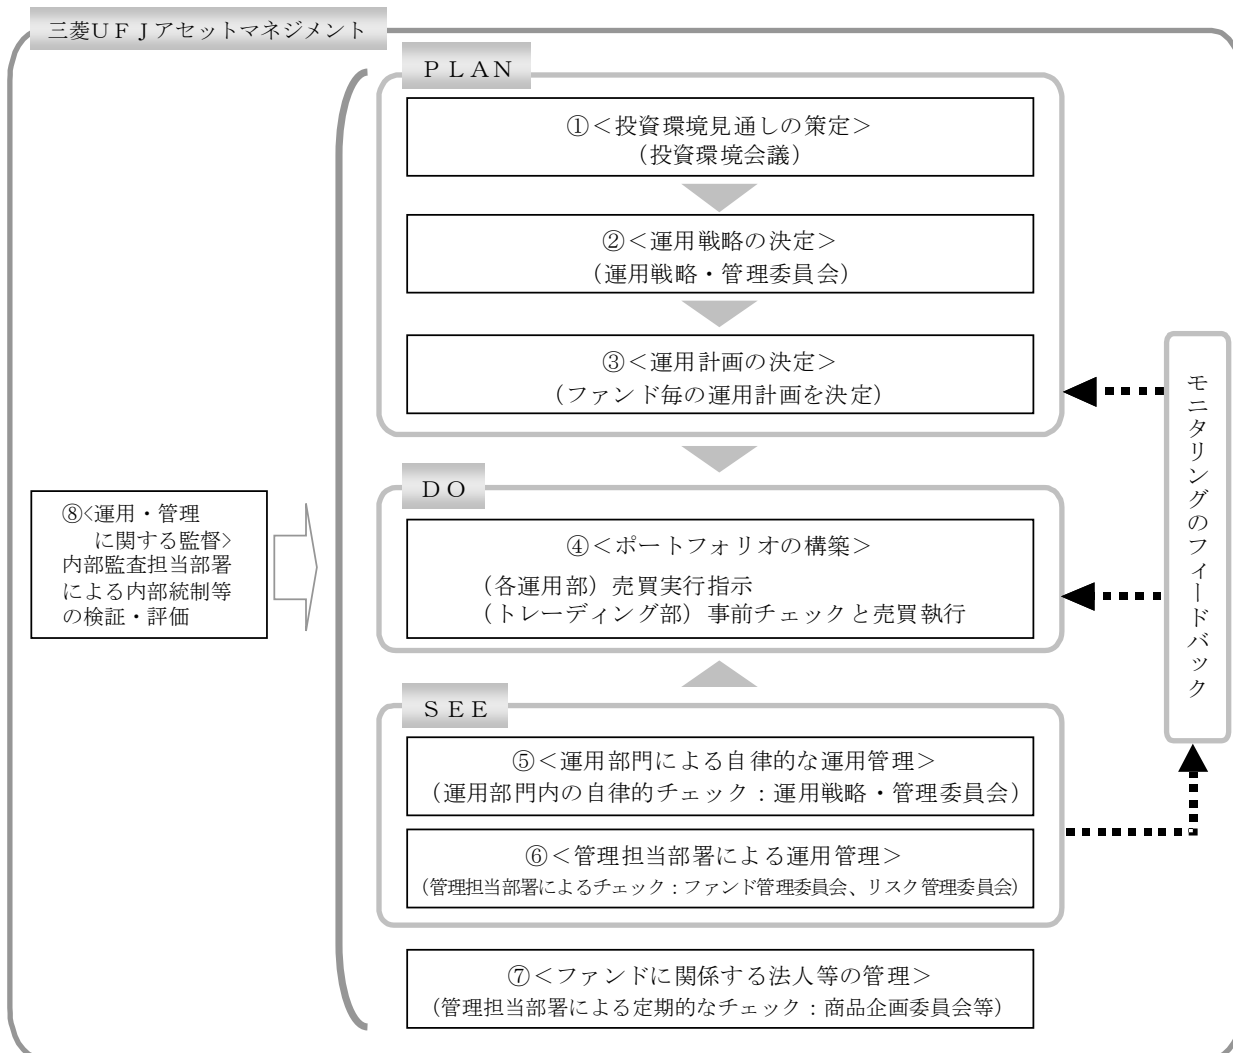 三菱ＵＦＪアセットマネジメント
ＰＬＡＮ
①＜投資環境見通しの策定＞
（投資環境会議）
②＜運用戦略の決定＞
（運用戦略・管理委員会）
③＜運用計画の決定＞
（ファンド毎の運用計画を決定）
ＤＯ
④＜ポートフォリオの構築＞
（各運用部）売買実行指示
（トレーディング部）事前チェックと売買執行
ＳＥＥ
⑤＜運用部門による自律的な運用管理＞
（運用部門内の自律的チェック：運用戦略・管理委員会）
⑥＜管理担当部署による運用管理＞
（管理担当部署によるチェック：ファンド管理委員会、リスク管理委員会）
⑦＜ファンドに関係する法人等の管理＞
（管理担当部署による定期的なチェック：商品企画委員会等）
⑧<運用・管理
に関する監督>
内部監査担当部署
による内部統制等
の検証・評価
モニタリングのフィードバック